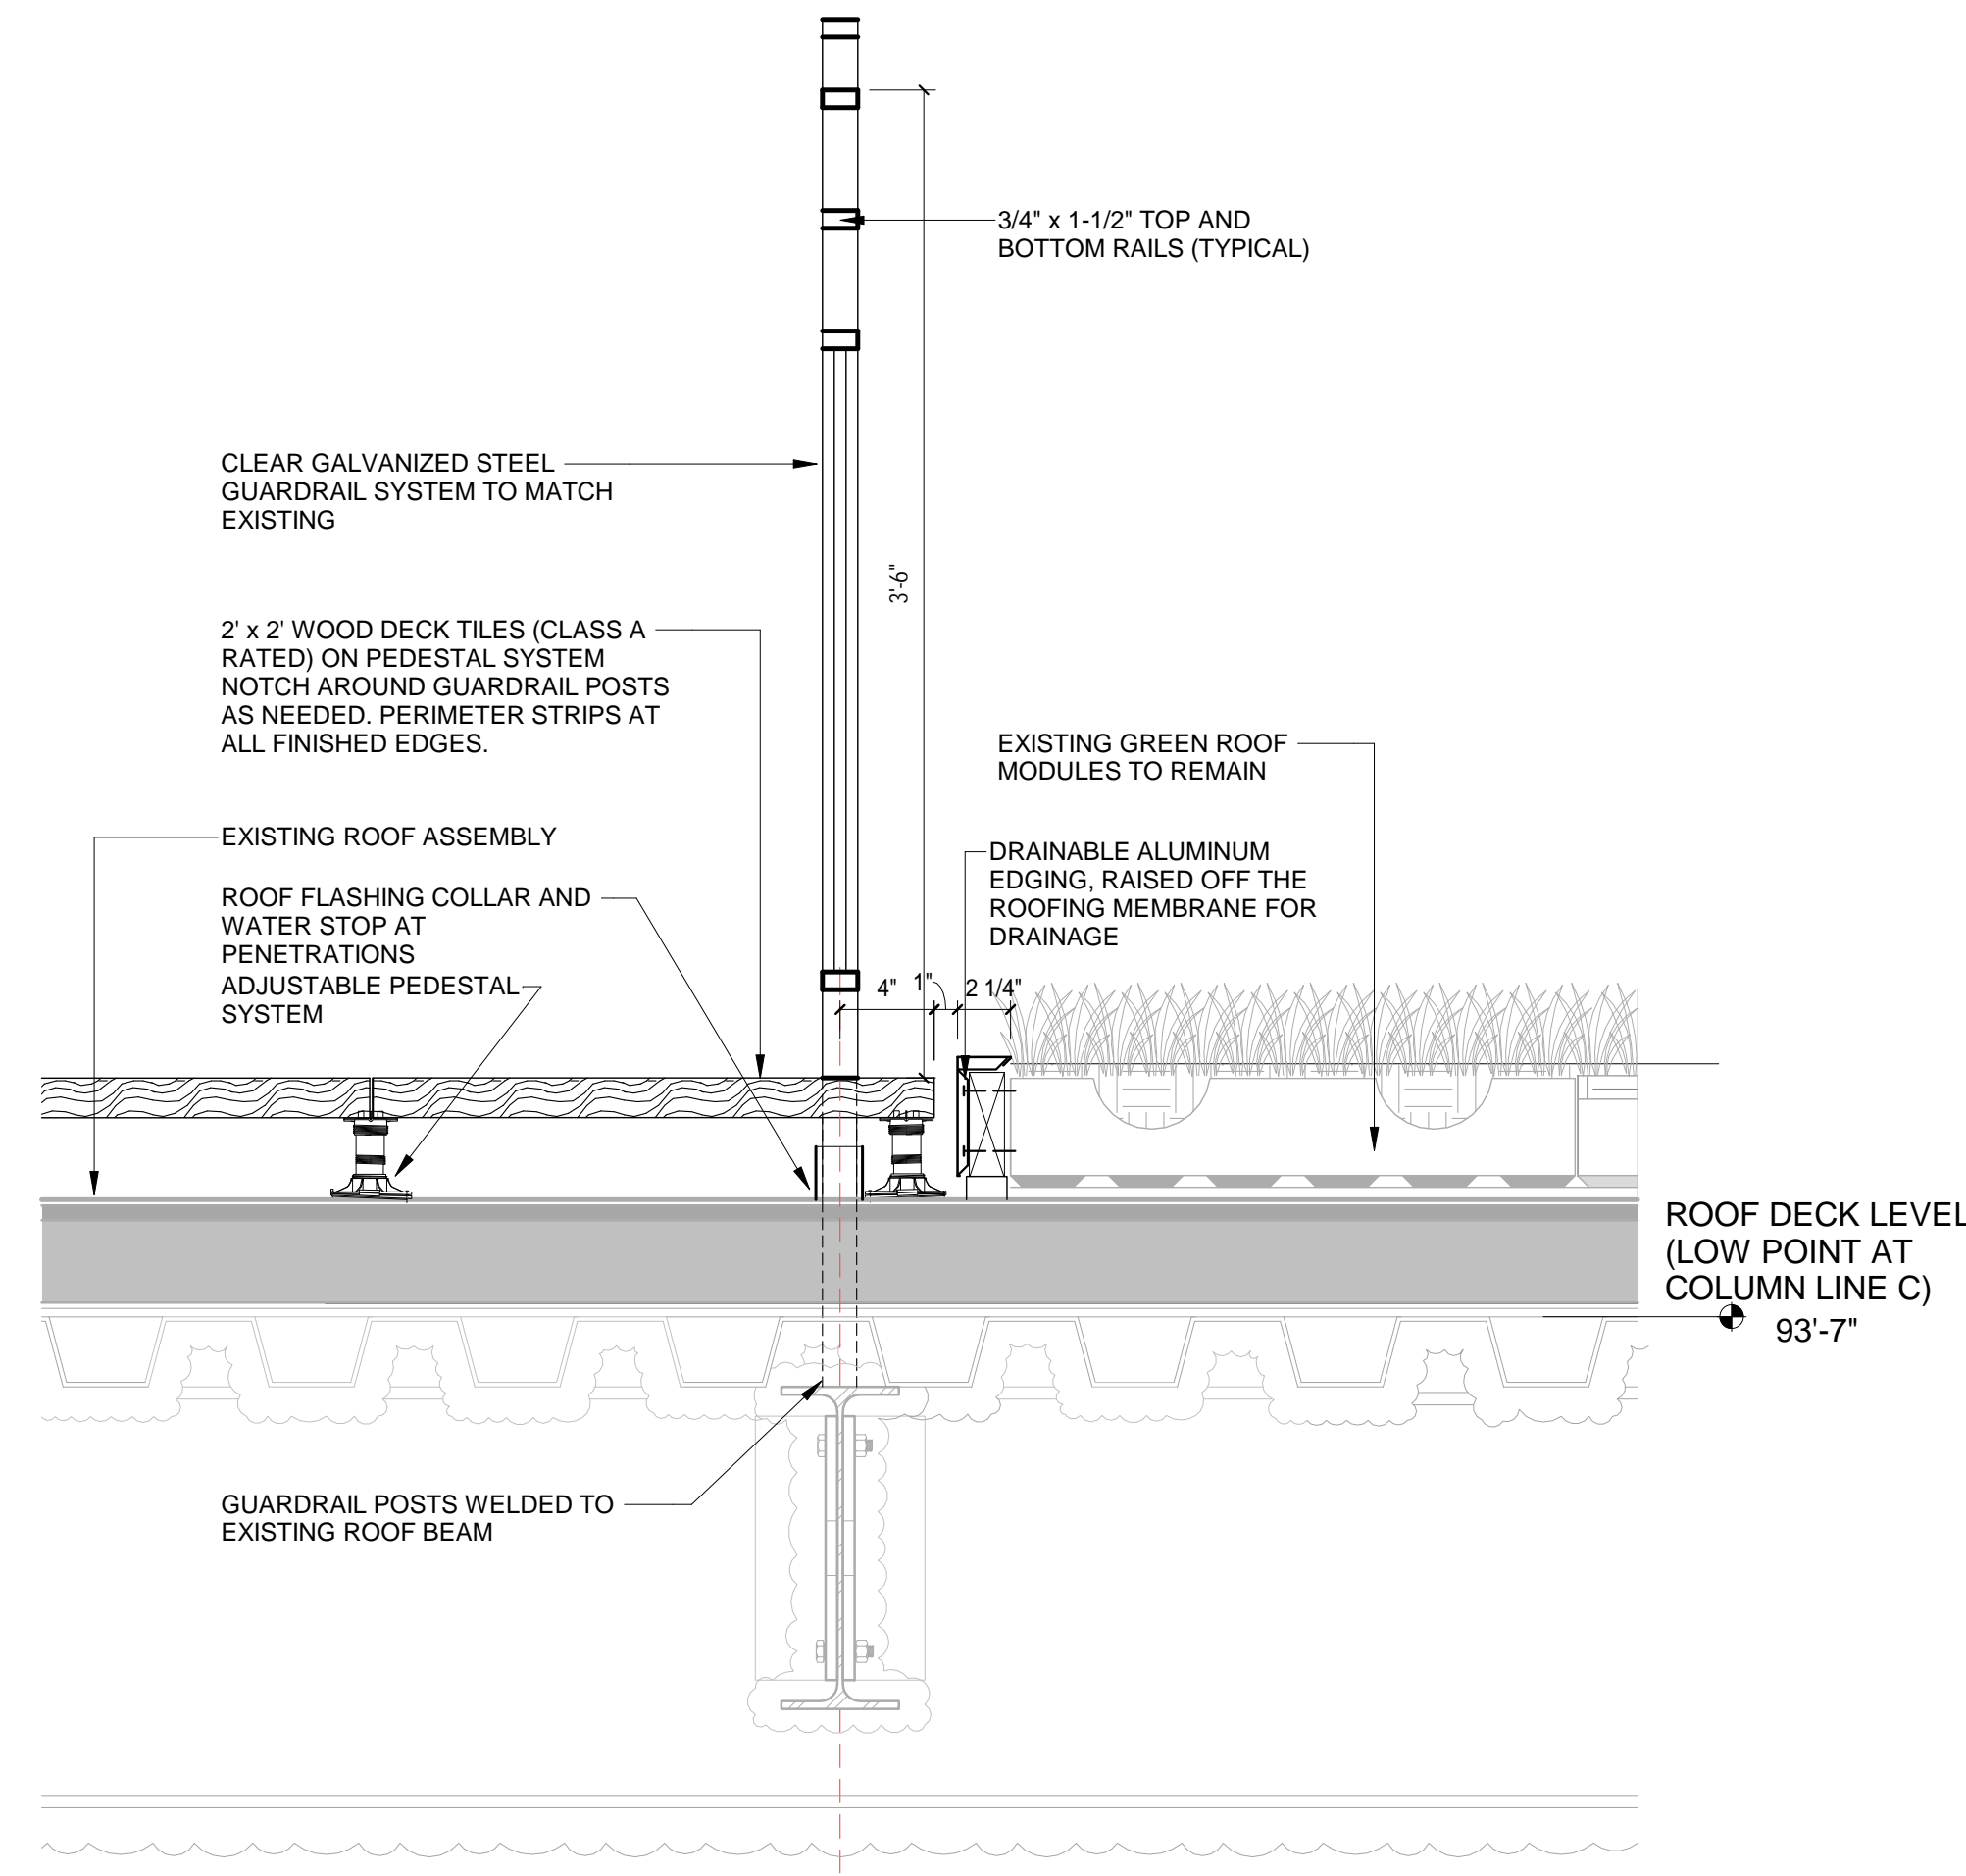 3/4" x 1-1/2" TOP AND
BOTTOM RAILS (TYPICAL)
CLEAR GALVANIZED STEEL
GUARDRAIL SYSTEM TO MATCH
EXISTING
3'-6"
2' x 2' WOOD DECK TILES (CLASS A
RATED) ON PEDESTAL SYSTEM
NOTCH AROUND GUARDRAIL POSTS
AS NEEDED. PERIMETER STRIPS AT
ALL FINISHED EDGES.
EXISTING GREEN ROOF
MODULES TO REMAIN
EXISTING ROOF ASSEMBLY
DRAINABLE ALUMINUM
EDGING, RAISED OFF THE
ROOFING MEMBRANE FOR
DRAINAGE
ROOF FLASHING COLLAR AND
WATER STOP AT
PENETRATIONS
ADJUSTABLE PEDESTAL
SYSTEM
4" 1" 2 1/4"
ROOF DECK LEVEL
(LOW POINT AT
COLUMN LINE C)
93'-7"
GUARDRAIL POSTS WELDED TO
EXISTING ROOF BEAM